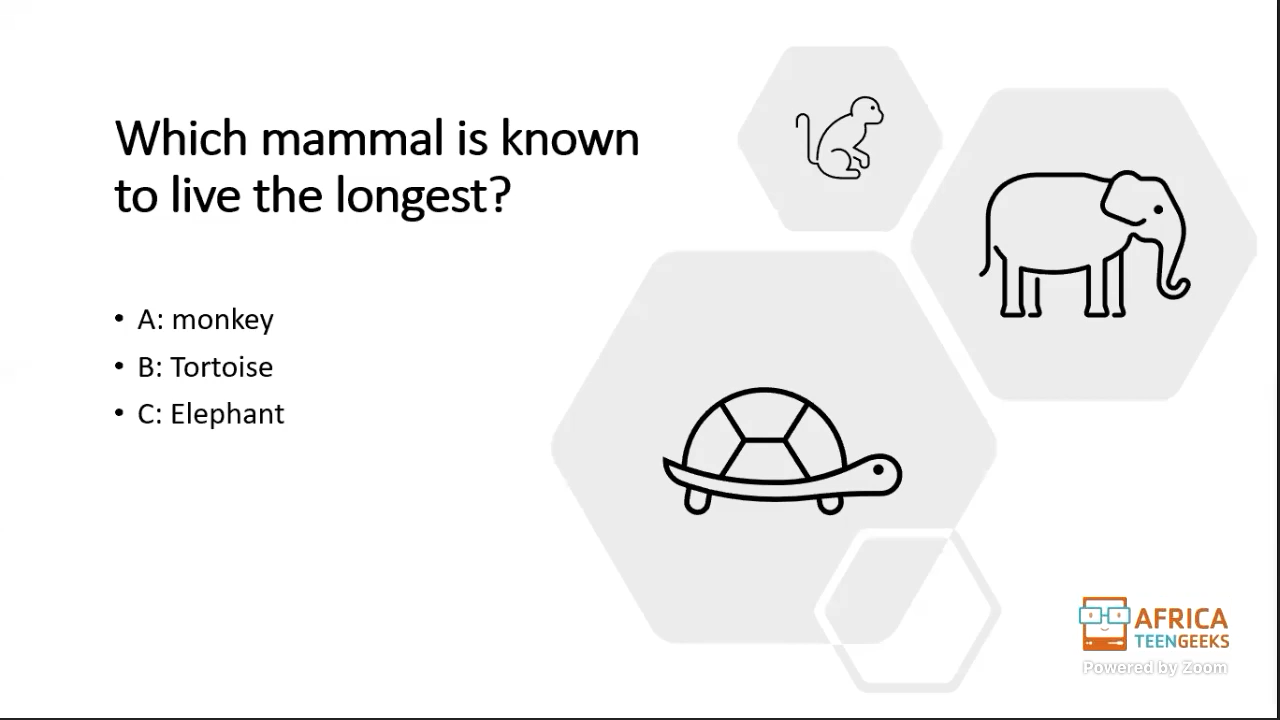 Which mammal is known
to live the longest?
• A: monkey
• B: Tortoise
• C: Elephant
AFRICA
TEENGEEKS
Powered by Zoom